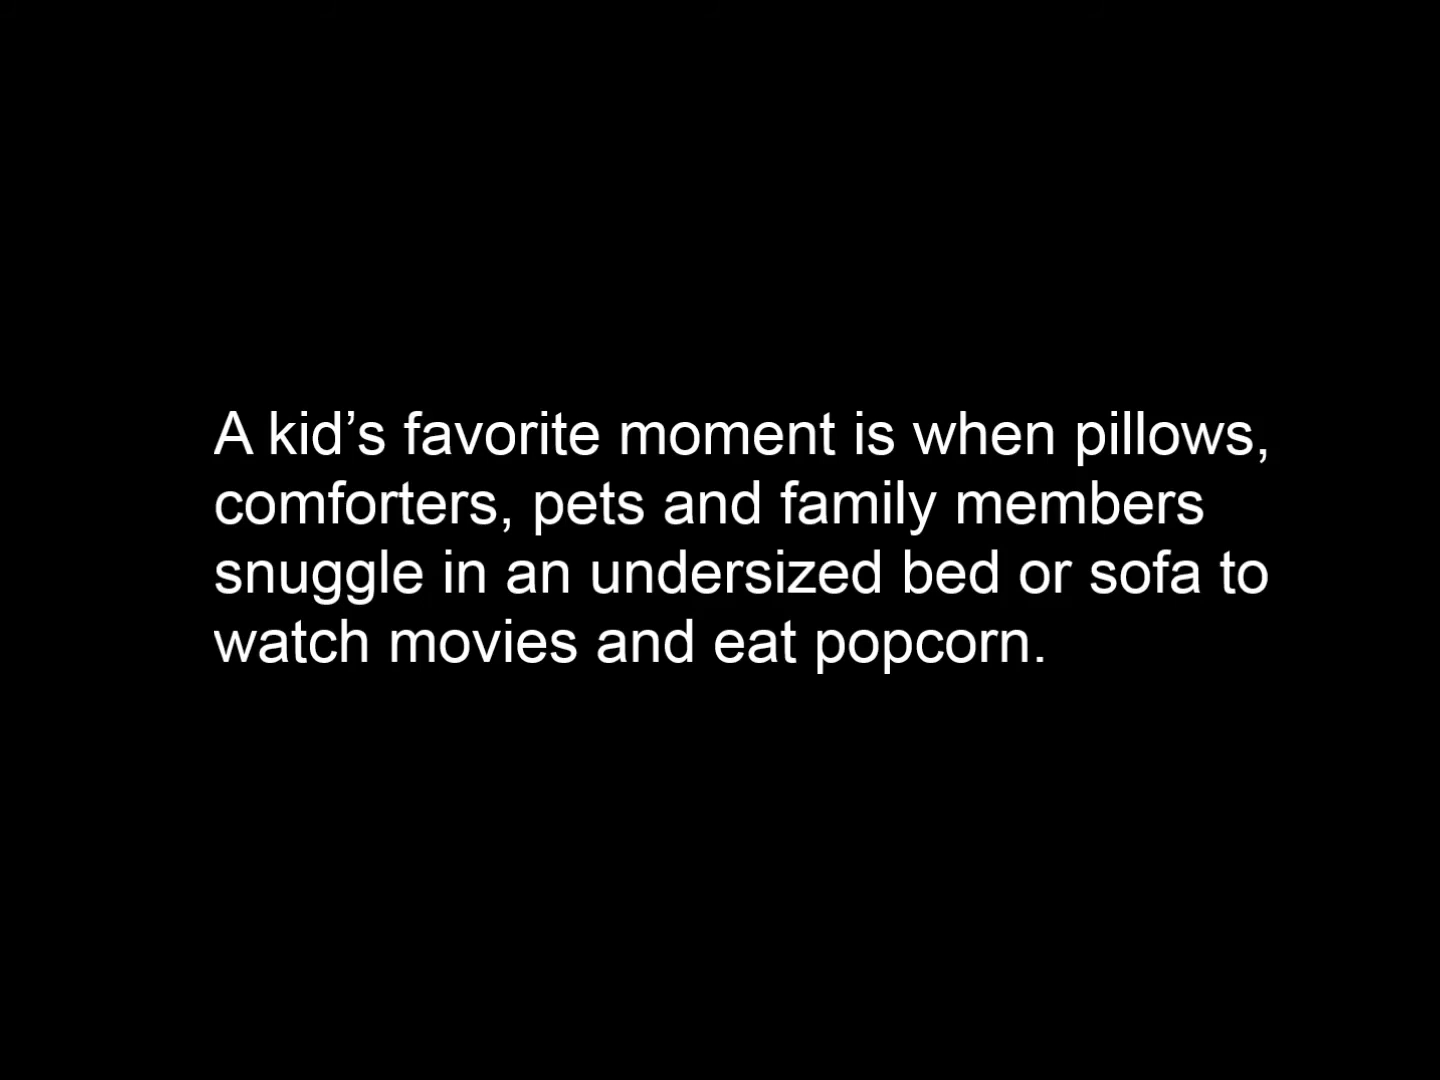 A kid’s favorite moment is when pillows,
comforters, pets and family members
snuggle in an undersized bed or sofa to
watch movies and eat popcorn.